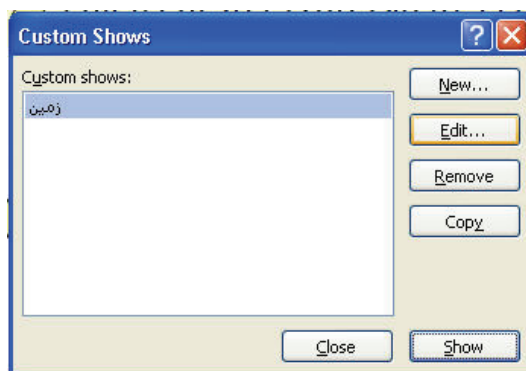 Custom Shows
Custom shows:
زمین
New...
Edit...
Remove
Copy
Close
Show